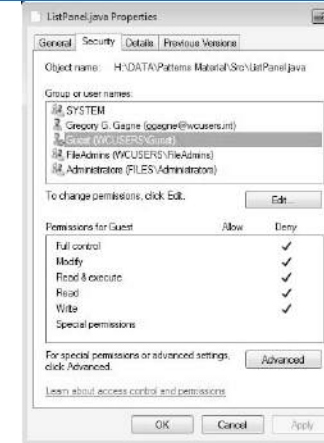 ListPanel.java Properties
General Security Details Previous Versions
Object name: H:\DATA\Patterns Material\Src\ListPanel.java
Group or user names:
SYSTEM
Gregory G. Gagne (ggagne@wcusers.int)
Guest (WCUSERS\Guest)
FileAdmins (WCUSERS\FileAdmins)
Administrators (FILES\Administrators)
To change permissions, click Edit.
Edit...
Permissions for Guest Allow Deny
Full control
Modify
Read & execute
Read
Write
Special permissions
For special permissions or advanced settings, click Advanced.
Advanced
Learn about access control and permissions
OK Cancel Apply